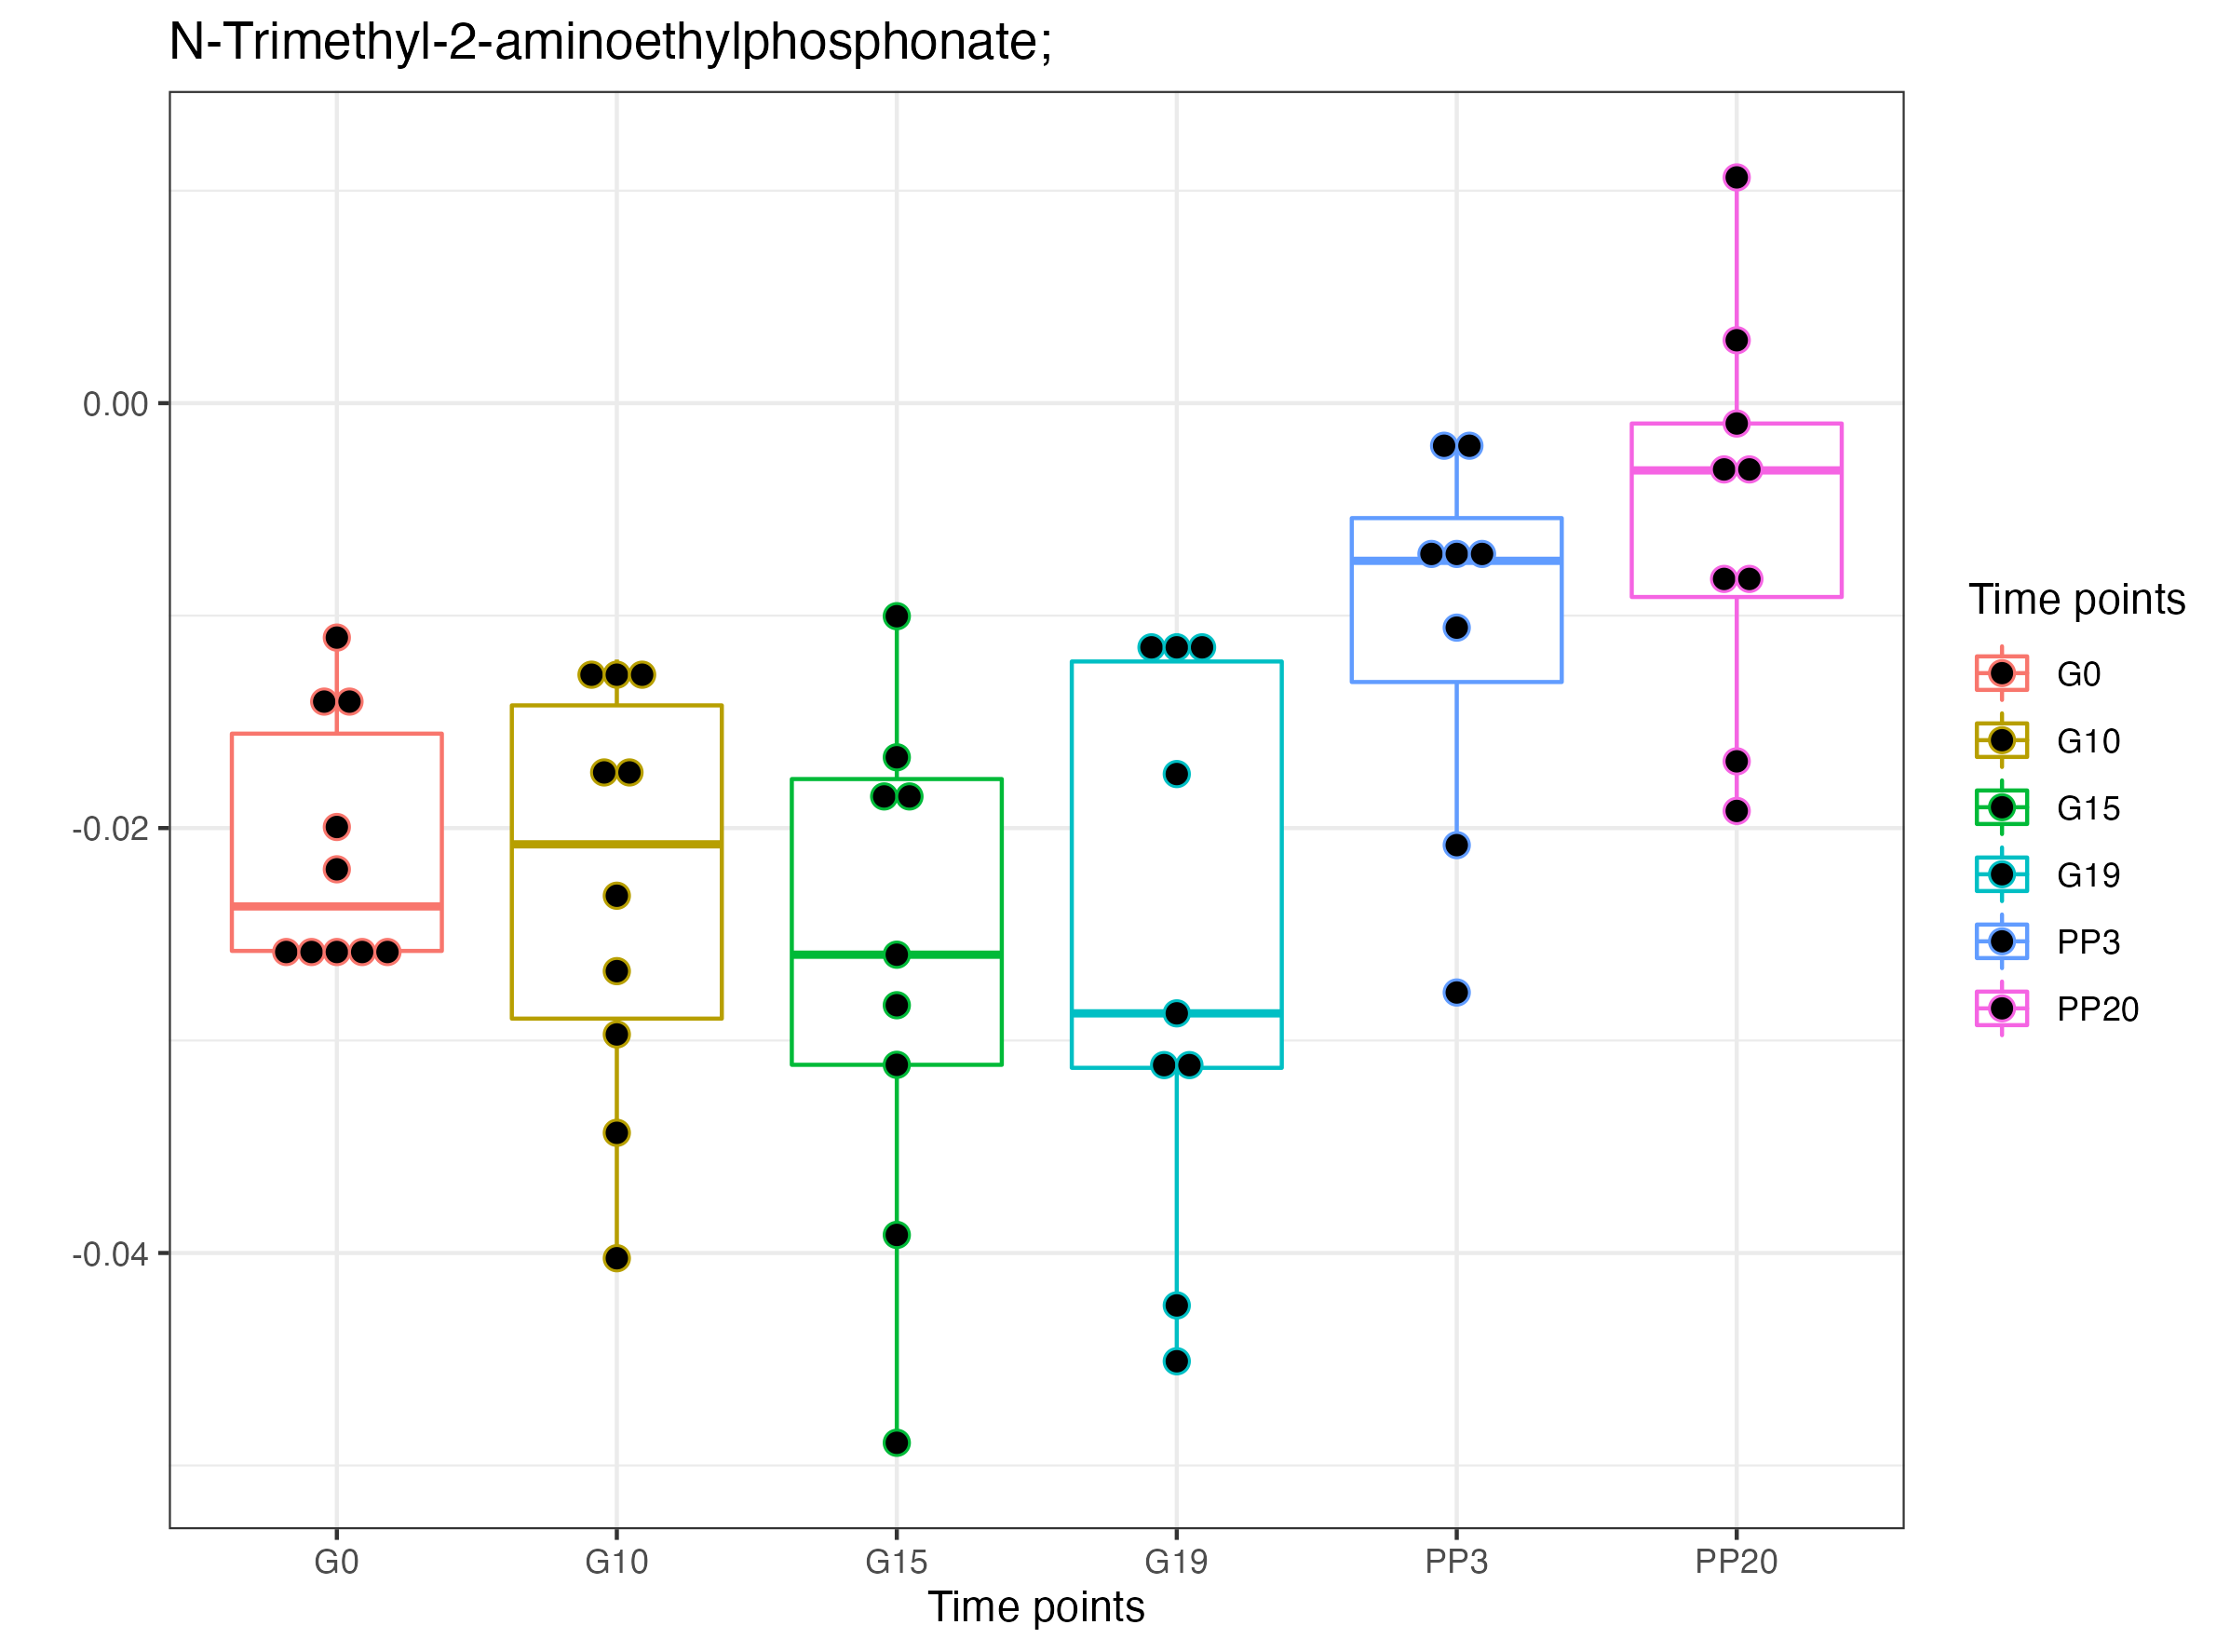 N-Trimethyl-2-aminoethylphosphonate;
0.00
-0.02
-0.04
G0 G10 G15 G19 PP3 PP20
Time points
Time points
G0
G10
G15
G19
PP3
PP20